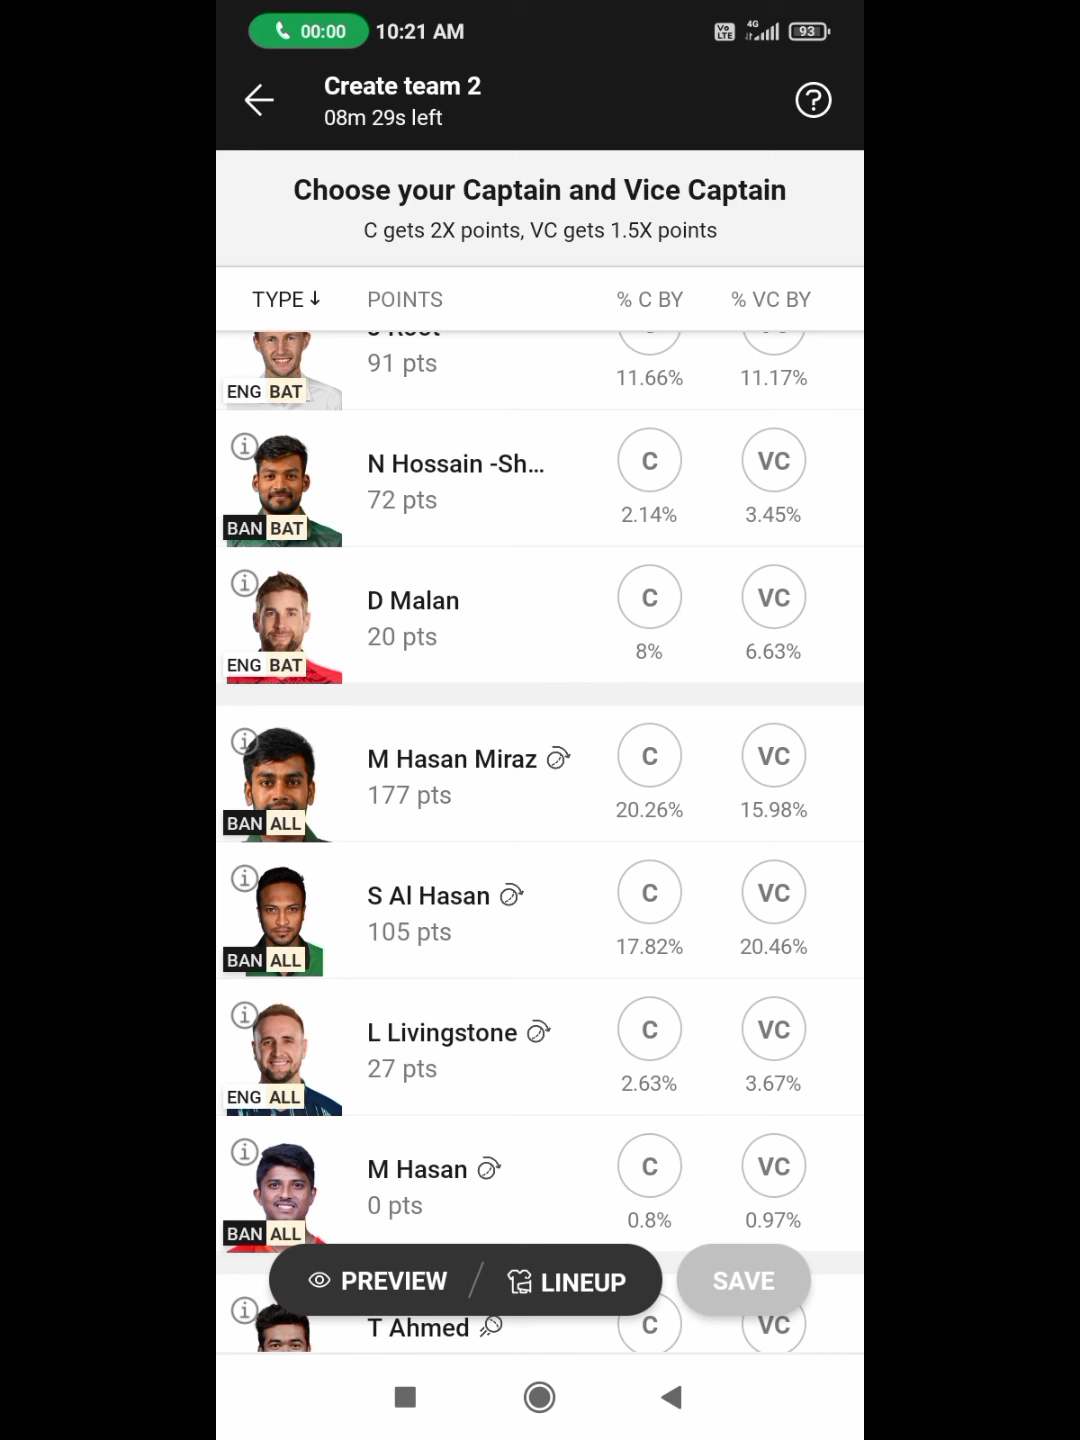 00:00 10:21 AM Vo LTE 4G 93
Create team 2
08m 29s left
Choose your Captain and Vice Captain
C gets 2X points, VC gets 1.5X points
TYPE ↓ POINTS % C BY % VC BY
J Root
91 pts
11.66% 11.17%
ENG BAT
N Hossain -Sh... C VC
72 pts
2.14% 3.45%
BAN BAT
D Malan C VC
20 pts
8% 6.63%
ENG BAT
M Hasan Miraz C VC
177 pts
20.26% 15.98%
BAN ALL
S Al Hasan C VC
105 pts
17.82% 20.46%
BAN ALL
L Livingstone C VC
27 pts
2.63% 3.67%
ENG ALL
M Hasan C VC
0 pts
0.8% 0.97%
BAN ALL
PREVIEW / LINEUP SAVE
T Ahmed C VC